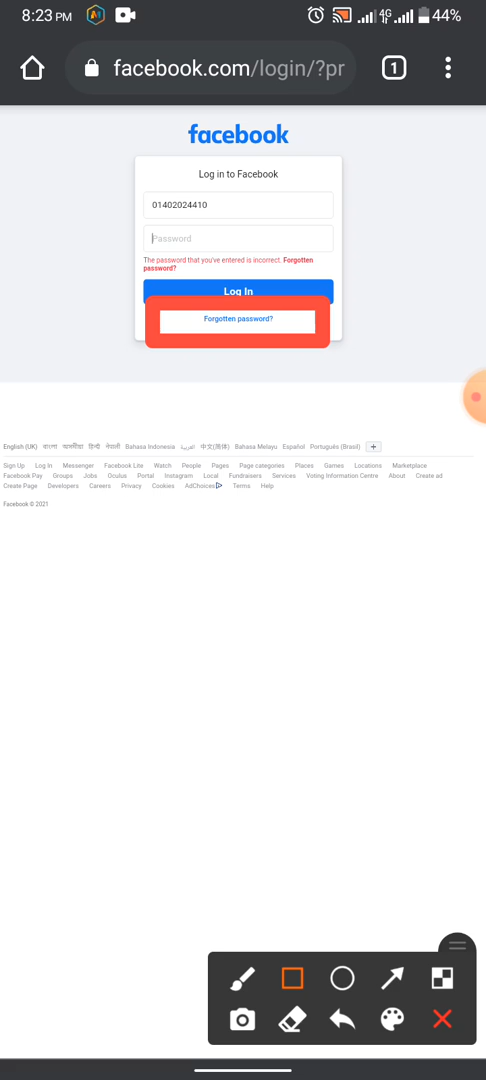 8:23 PM
4G
44%
facebook.com/login/?pr
1
facebook
Log in to Facebook
01402024410
Password
The password that you've entered is incorrect. Forgotten
password?
Log In
Forgotten password?
English (UK) বাংলা অসমীয়া हिन्दी नेपाली Bahasa Indonesia العربية 中文(简体) Bahasa Melayu Español Português (Brasil) +
Sign Up Log In Messenger Facebook Lite Watch People Pages Page categories Places Games Locations Marketplace
Facebook Pay Groups Jobs Oculus Portal Instagram Local Fundraisers Services Voting Information Centre About Create ad
Create Page Developers Careers Privacy Cookies AdChoices Terms Help
Facebook © 2021